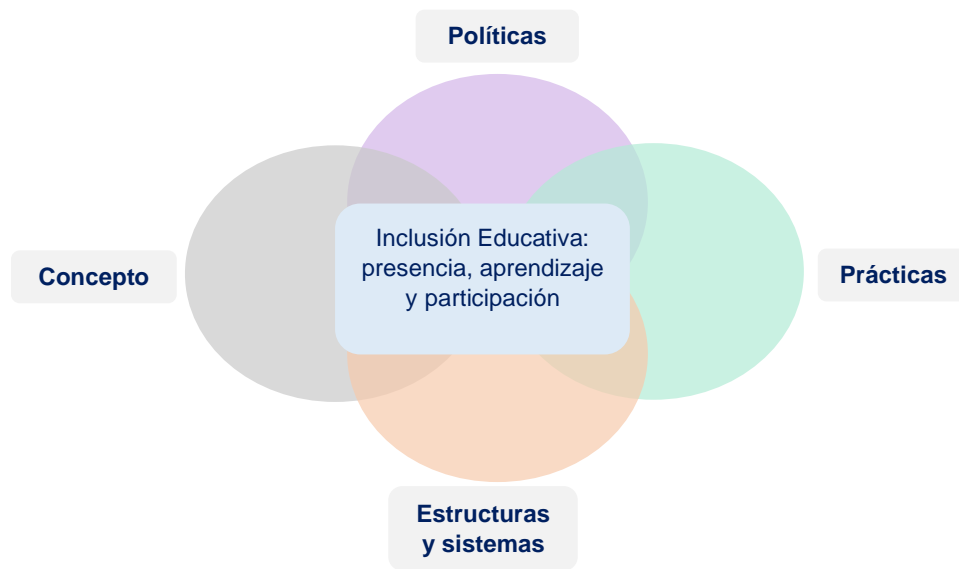 Políticas
Inclusión Educativa:
presencia, aprendizaje
y participación
Concepto
Prácticas
Estructuras
y sistemas